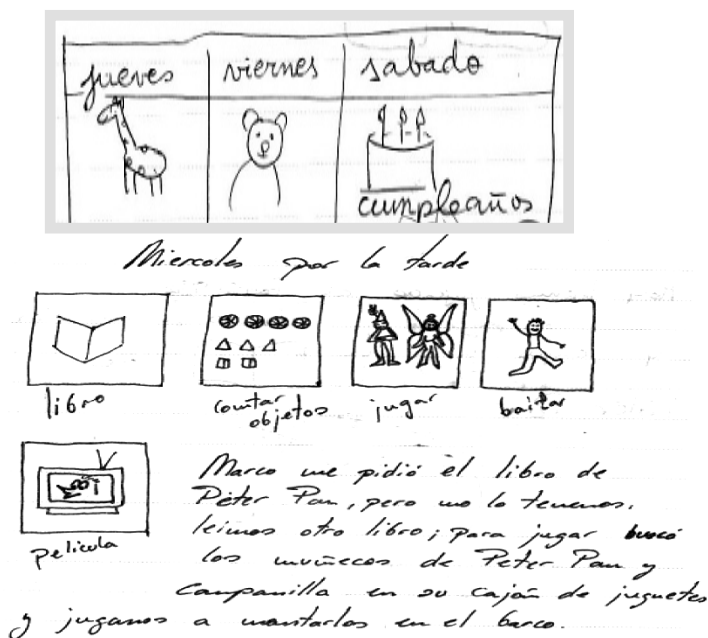 jueves viernes sabado
cumpleaños
Miercoles por la tarde
libro contar objetos jugar bailar
pelicula
Marco me pidió el libro de
Peter Pan, pero no lo tenemos.
leimos otro libro; para jugar buscó
los muñecos de Peter Pan y
Campanilla en su cajón de juguetes
y jugamos a montarlos en el barco.